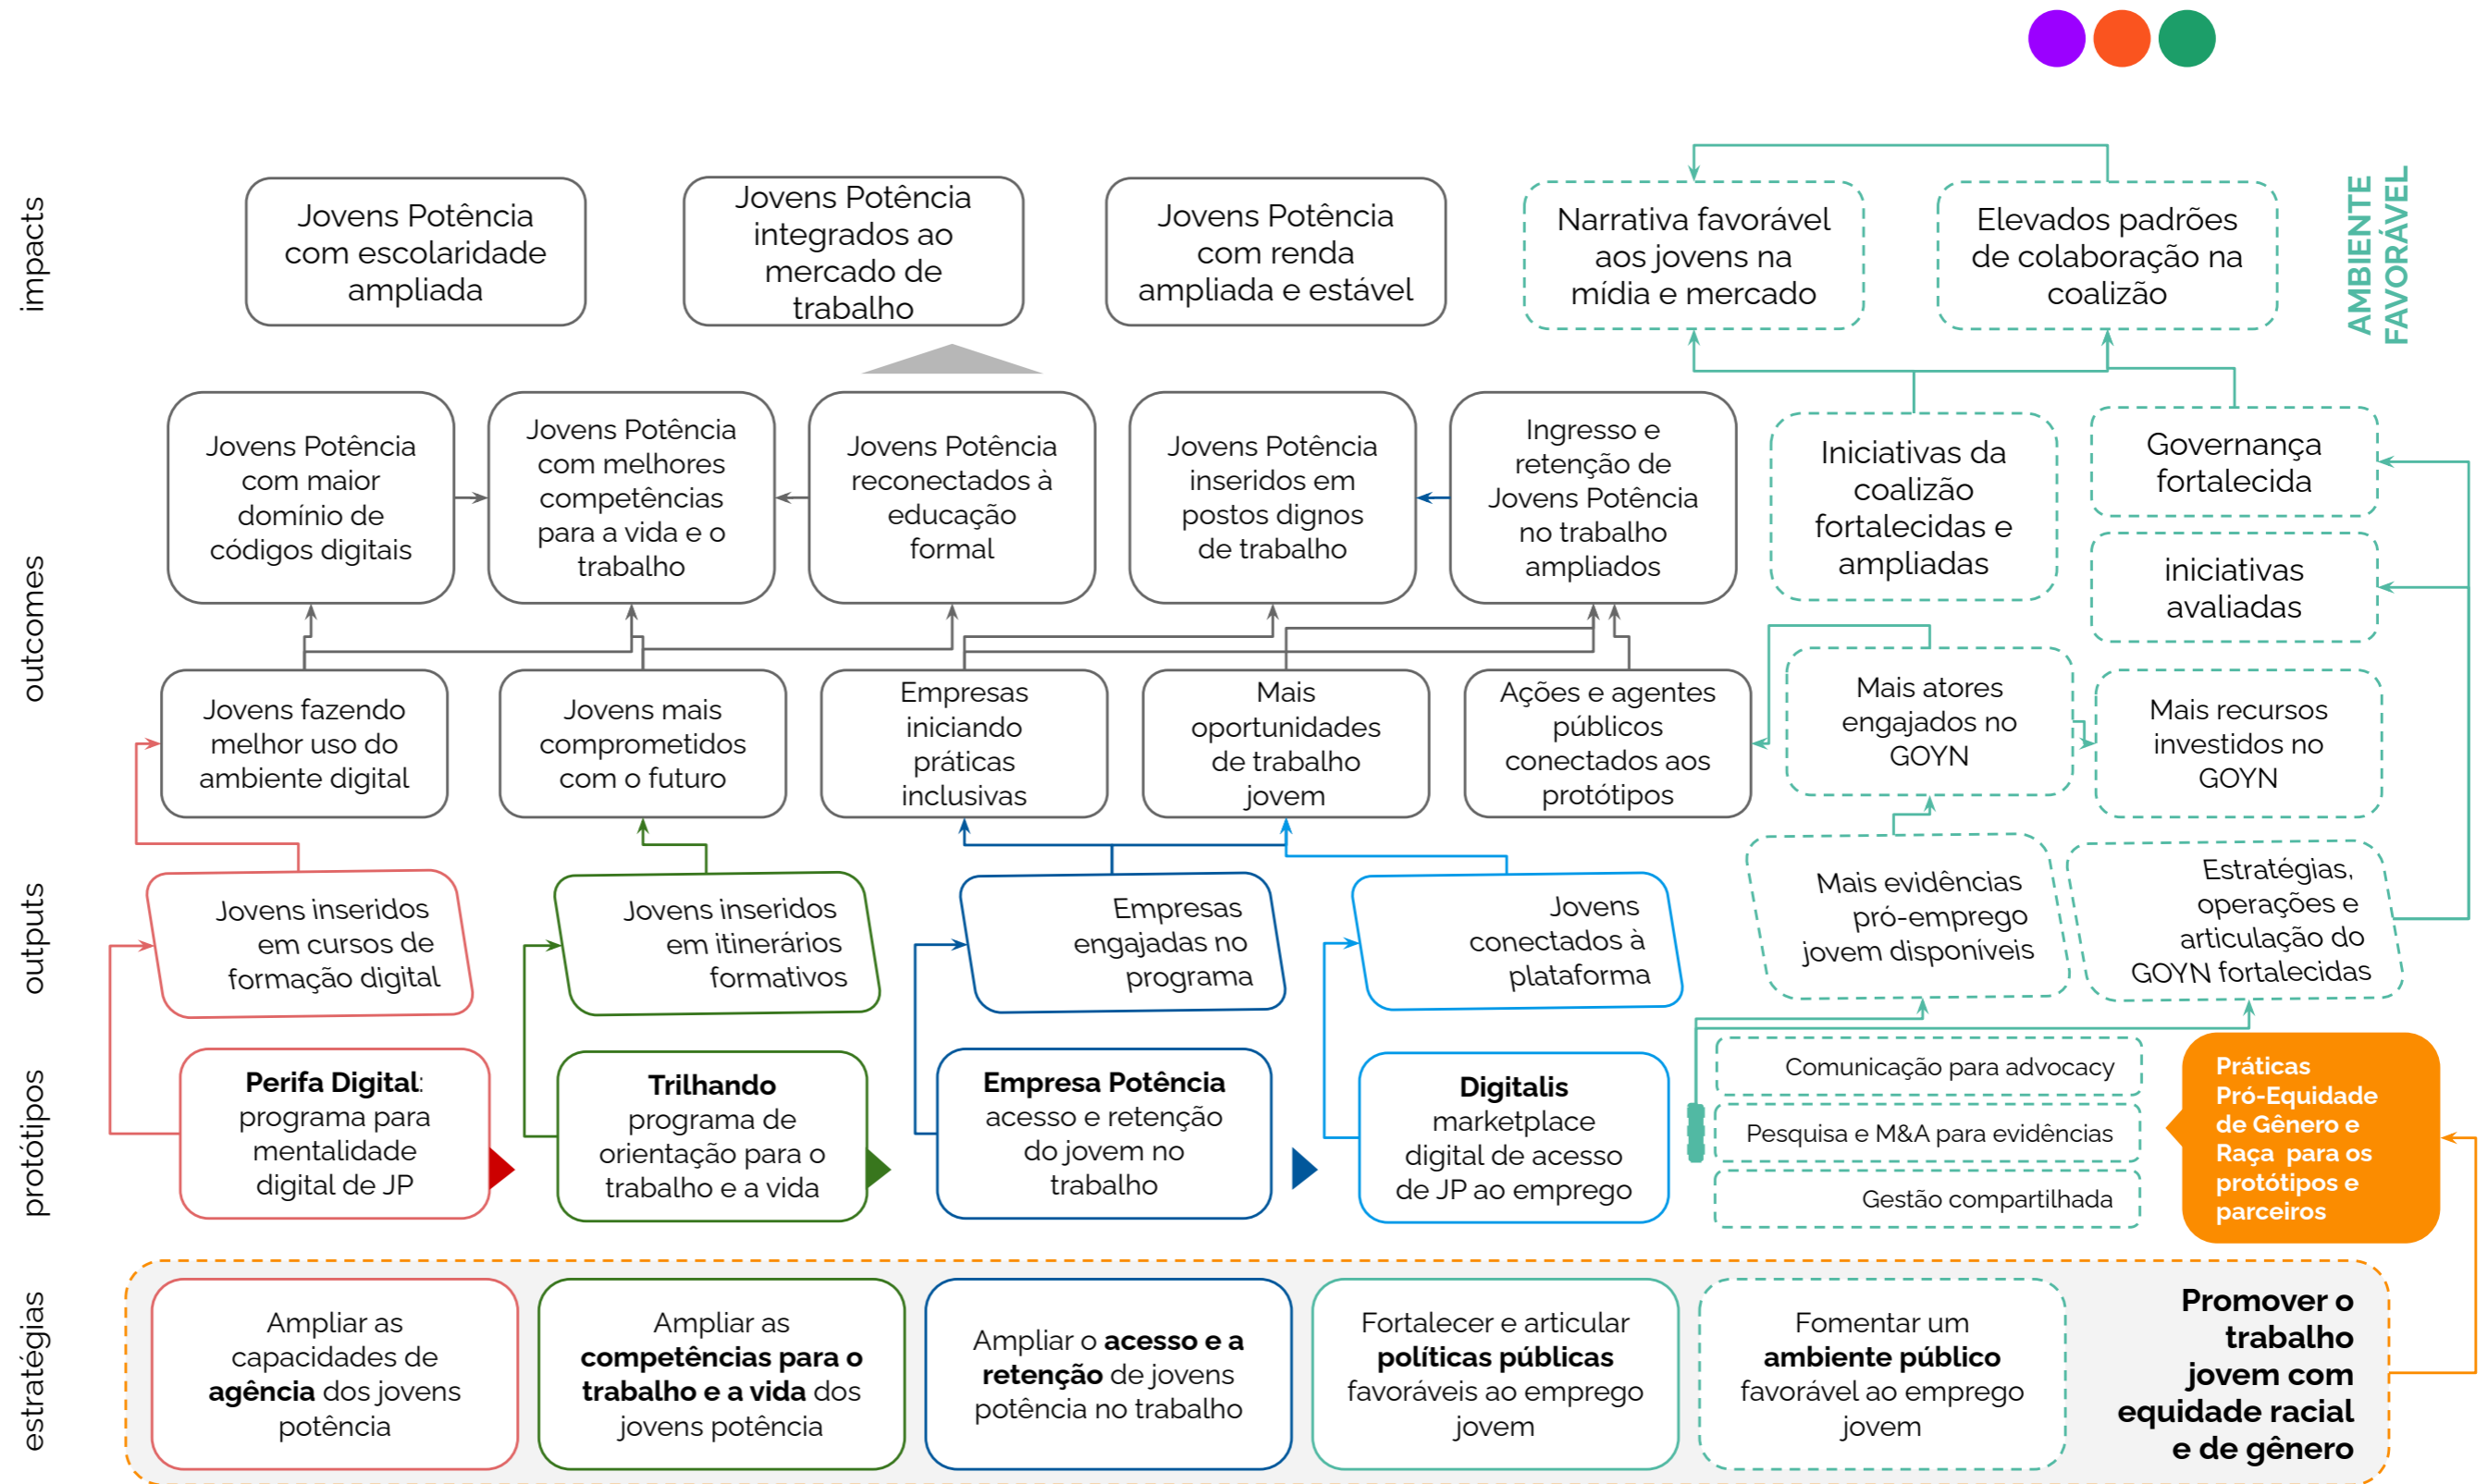 impacts
Jovens Potência
com escolaridade
ampliada
Jovens Potência
integrados ao
mercado de
trabalho
Jovens Potência
com renda
ampliada e estável
Narrativa favorável
aos jovens na
mídia e mercado
Elevados padrões
de colaboração na
coalizão
AMBIENTE
FAVORÁVEL
outcomes
Jovens Potência
com maior
domínio de
códigos digitais
Jovens Potência
com melhores
competências
para a vida e o
trabalho
Jovens Potência
reconectados à
educação
formal
Jovens Potência
inseridos em
postos dignos
de trabalho
Ingresso e
retenção de
Jovens Potência
no trabalho
ampliados
Iniciativas da
coalizão
fortalecidas e
ampliadas
Governança
fortalecida
iniciativas
avaliadas
Jovens fazendo
melhor uso do
ambiente digital
Jovens mais
comprometidos
com o futuro
Empresas
iniciando
práticas
inclusivas
Mais
oportunidades
de trabalho
jovem
Ações e agentes
públicos
conectados aos
protótipos
Mais atores
engajados no
GOYN
Mais recursos
investidos no
GOYN
outputs
Jovens inseridos
em cursos de
formação digital
Jovens inseridos
em itinerários
formativos
Empresas
engajadas no
programa
Jovens
conectados à
plataforma
Mais evidências
pró-emprego
jovem disponíveis
Estratégias,
operações e
articulação do
GOYN fortalecidas
protótipos
Perifa Digital:
programa para
mentalidade
digital de JP
Trilhando
programa de
orientação para o
trabalho e a vida
Empresa Potência
acesso e retenção
do jovem no
trabalho
Digitalis
marketplace
digital de acesso
de JP ao emprego
Comunicação para advocacy
Pesquisa e M&A para evidências
Gestão compartilhada
Práticas
Pró-Equidade
de Gênero e
Raça para os
protótipos e
parceiros
estratégias
Ampliar as
capacidades de
agência dos jovens
potência
Ampliar as
competências para o
trabalho e a vida dos
jovens potência
Ampliar o acesso e a
retenção de jovens
potência no trabalho
Fortalecer e articular
políticas públicas
favoráveis ao emprego
jovem
Fomentar um
ambiente público
favorável ao emprego
jovem
Promover o
trabalho
jovem com
equidade racial
e de gênero